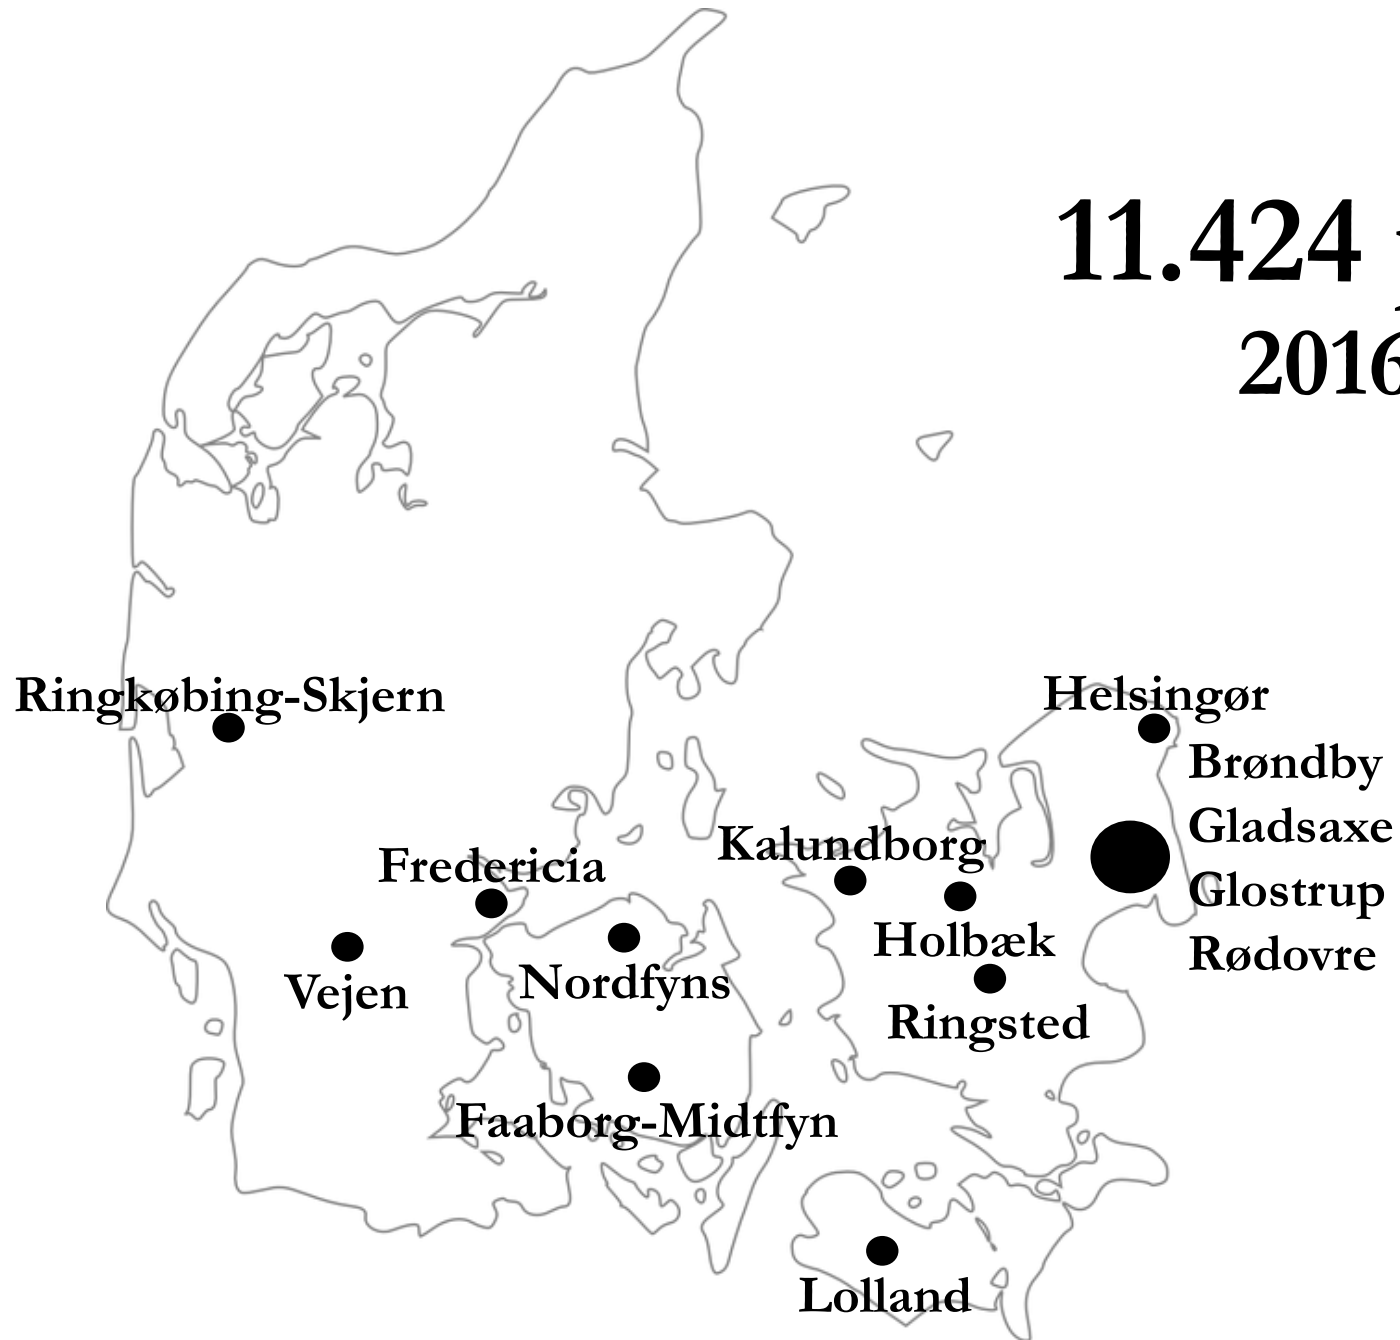 11.424
2016
Ringkøbing-Skjern
Helsingør
Brøndby
Gladsaxe
Glostrup
Rødovre
Kalundborg
Fredericia
Holbæk
Vejen
Nordfyns
Ringsted
Faaborg-Midtfyn
Lolland